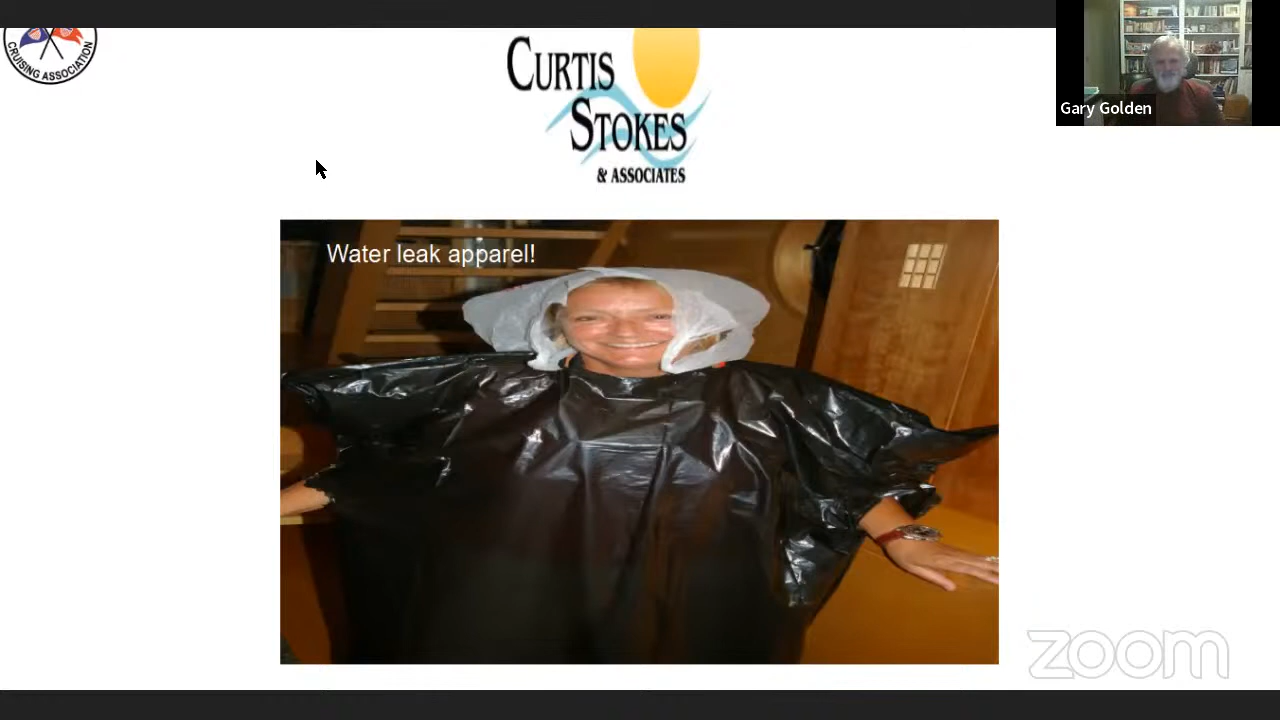 CRUISING ASSOCIATION
CURTIS
STOKES
& ASSOCIATES
Gary Golden
Water leak apparel!
zoom